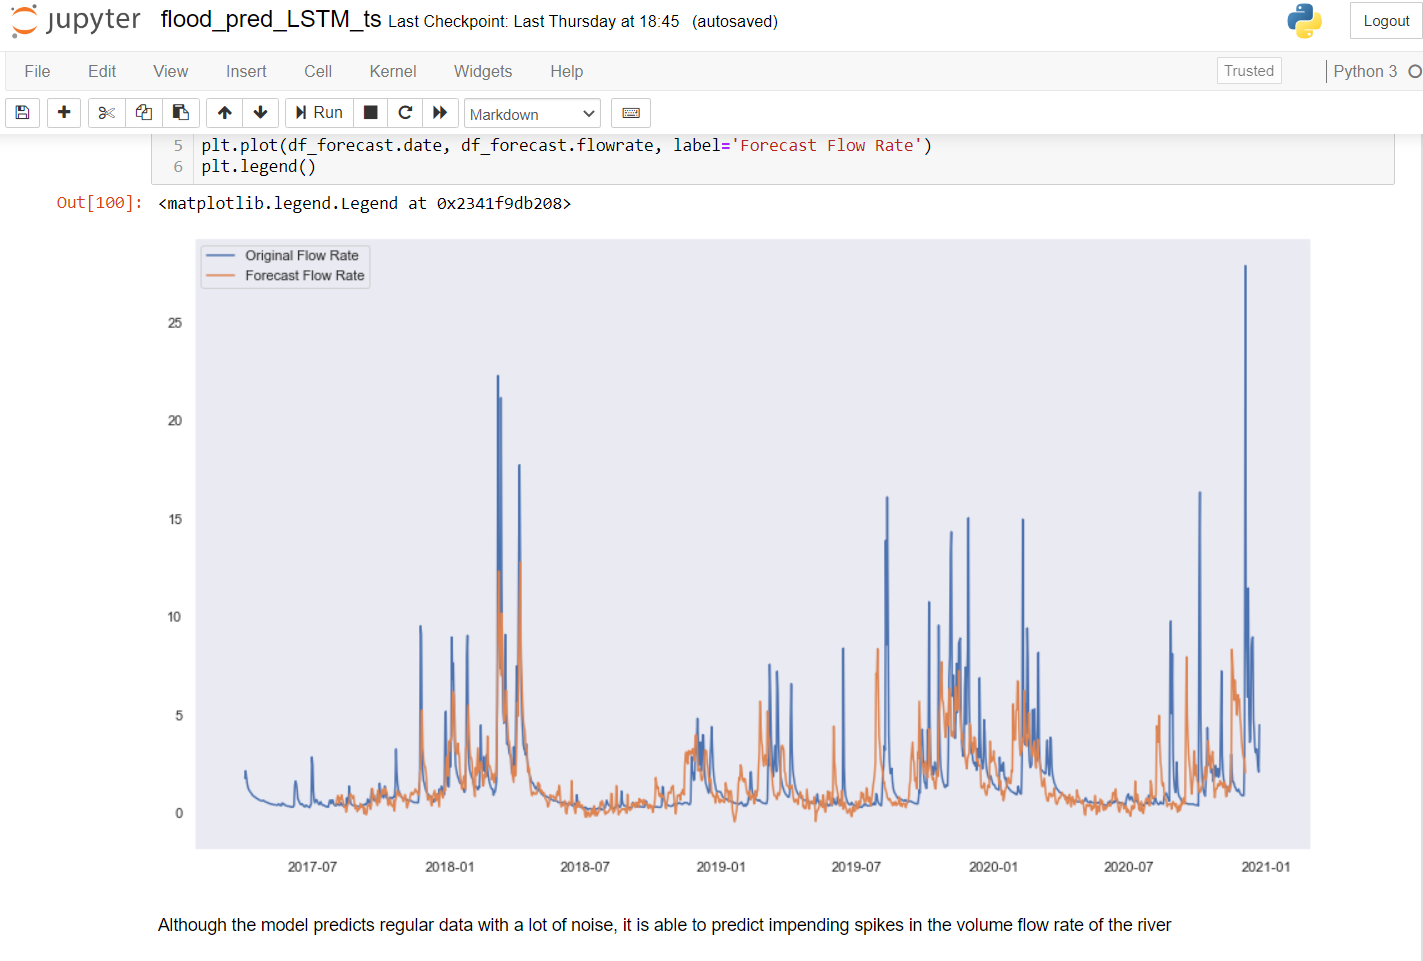 jupyter flood_pred_LSTM_ts Last Checkpoint: Last Thursday at 18:45 (autosaved) Logout
File Edit View Insert Cell Kernel Widgets Help Trusted Python 3
Run Markdown
5 plt.plot(df_forecast.date, df_forecast.flowrate, label='Forecast Flow Rate')
6 plt.legend()
Out[100]: <matplotlib.legend.Legend at 0x2341f9db208>
Original Flow Rate
Forecast Flow Rate
25
20
15
10
5
0
2017-07 2018-01 2018-07 2019-01 2019-07 2020-01 2020-07 2021-01
Although the model predicts regular data with a lot of noise, it is able to predict impending spikes in the volume flow rate of the river